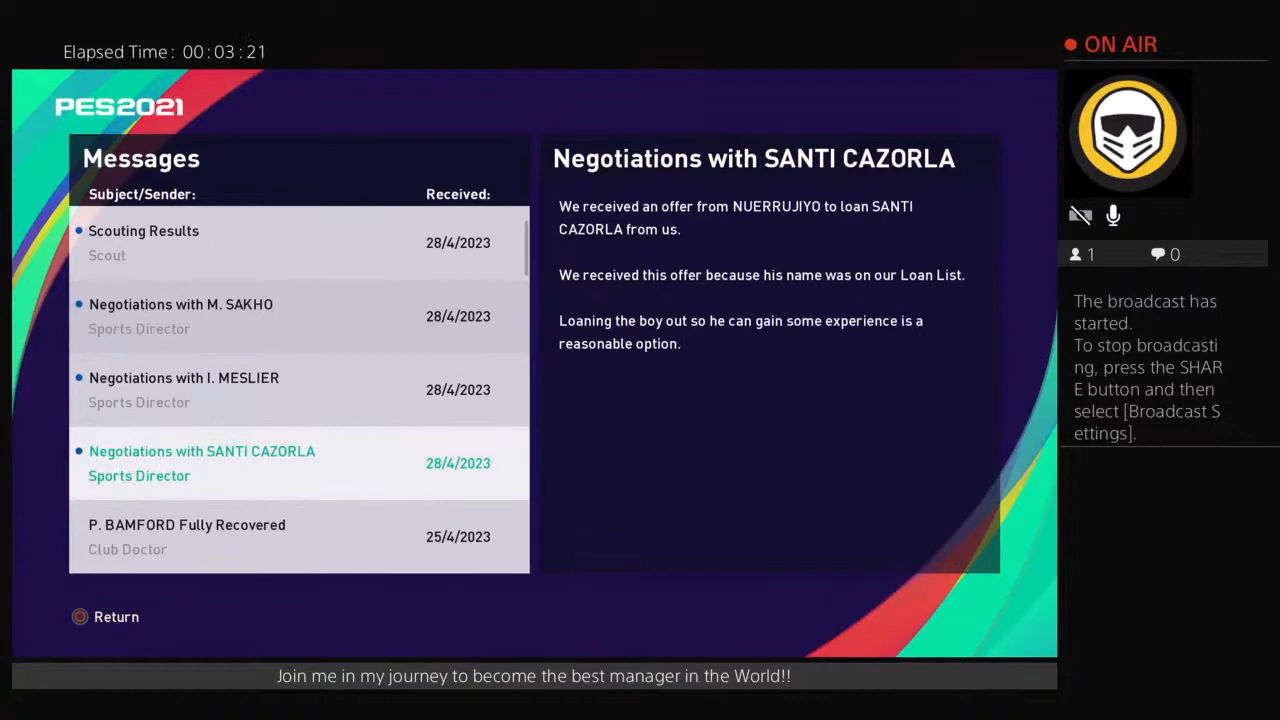 Elapsed Time: 00:03:21
ON AIR
PES2021
Messages
Subject/Sender: Received:
Scouting Results
Scout
28/4/2023
Negotiations with M. SAKHO
Sports Director
28/4/2023
Negotiations with I. MESLIER
Sports Director
28/4/2023
Negotiations with SANTI CAZORLA
Sports Director
28/4/2023
P. BAMFORD Fully Recovered
Club Doctor
25/4/2023
Negotiations with SANTI CAZORLA
We received an offer from NUERRUJIYO to loan SANTI
CAZORLA from us.
We received this offer because his name was on our Loan List.
Loaning the boy out so he can gain some experience is a
reasonable option.
Return
1 0
The broadcast has
started.
To stop broadcasti
ng, press the SHAR
E button and then
select [Broadcast S
ettings].
Join me in my journey to become the best manager in the World!!